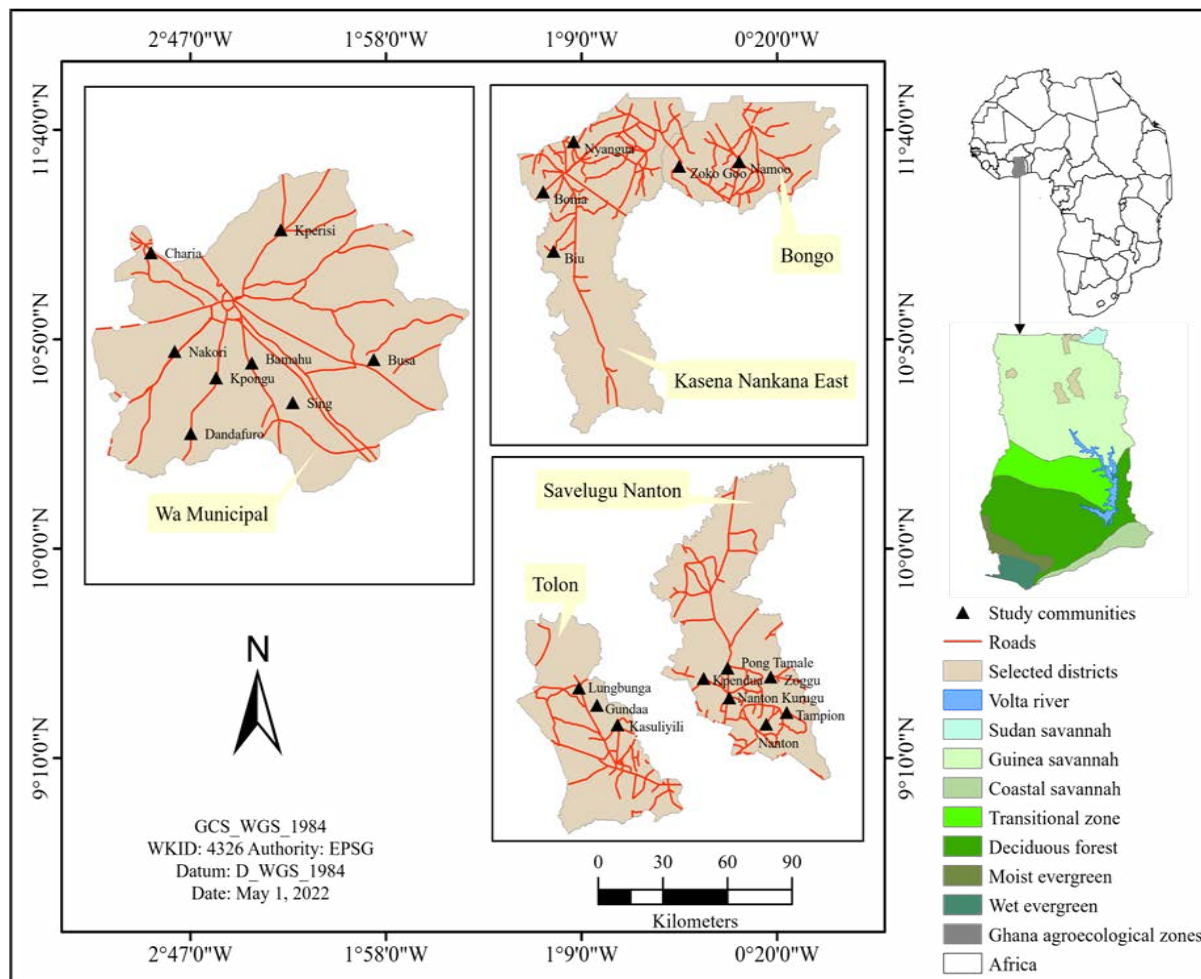 2°47'0"W
1°58'0"W
1°9'0"W
0°20'0"W
11°40'0"N
10°50'0"N
10°0'0"N
9°10'0"N
Charia
Kperisi
Nakori
Bamahu
Busa
Kpongu
Sing
Dandafuro
Wa Municipal
Nyangua
Zoko Goo
Namoo
Bonia
Biu
Bongo
Kasena Nankana East
Savelugu Nanton
Tolon
Pong Tamale
Kpendua
Zoggu
Nanton Kurugu
Tampion
Nanton
Lungbunga
Gundaa
Kasuliyili
N
GCS_WGS_1984
WKID: 4326 Authority: EPSG
Datum: D_WGS_1984
Date: May 1, 2022
0 30 60 90
Kilometers
11°40'0"N
10°50'0"N
10°0'0"N
9°10'0"N
2°47'0"W
1°58'0"W
1°9'0"W
0°20'0"W
Study communities
Roads
Selected districts
Volta river
Sudan savannah
Guinea savannah
Coastal savannah
Transitional zone
Deciduous forest
Moist evergreen
Wet evergreen
Ghana agroecological zones
Africa